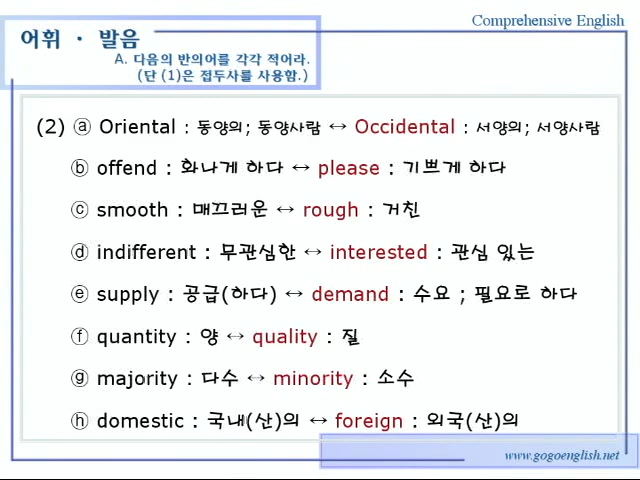 Comprehensive English
어휘 · 발음
A. 다음의 반의어를 각각 적어라.
(단 (1)은 접두사를 사용함.)
(2) ⓐ Oriental : 동양의; 동양사람 ↔ Occidental : 서양의; 서양사람
ⓑ offend : 화나게 하다 ↔ please : 기쁘게 하다
ⓒ smooth : 매끄러운 ↔ rough : 거친
ⓓ indifferent : 무관심한 ↔ interested : 관심 있는
ⓔ supply : 공급(하다) ↔ demand : 수요 ; 필요로 하다
ⓕ quantity : 양 ↔ quality : 질
ⓖ majority : 다수 ↔ minority : 소수
ⓗ domestic : 국내(산)의 ↔ foreign : 외국(산)의
www.gogoenglish.net